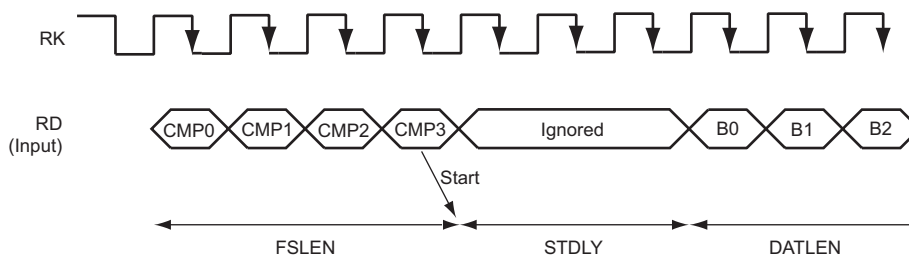 RK
RD
(Input)
CMP0 CMP1 CMP2 CMP3 Ignored B0 B1 B2
Start
FSLEN STDLY DATLEN